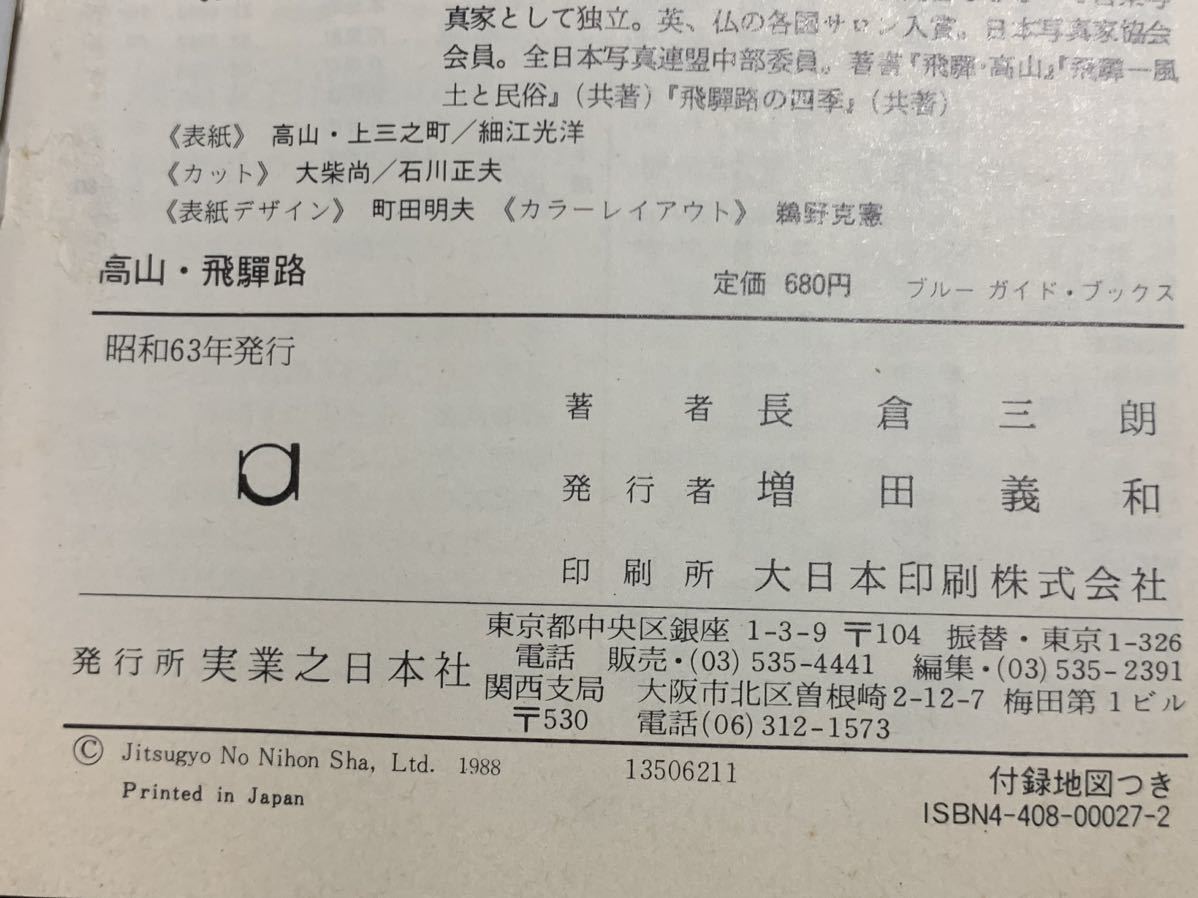 真家として独立。英、仏の各國サロン入賞。日本写真家協会
会員。全日本写真連盟中部委員。著書『飛驒・高山』『飛驒―風
土と民俗』(共著)『飛驒路の四季』(共著)
《表紙》 高山・上三之町/細江光洋
《カット》 大柴尚/石川正夫
《表紙デザイン》 町田明夫 《カラーレイアウト》 鵜野克憲
高山・飛驒路 定価 680円 ブルー ガイド・ブックス
昭和63年発行
著者 長倉三朗
発行者 増田義和
印刷所 大日本印刷株式会社
発行所 実業之日本社
東京都中央区銀座 1-3-9 〒104 振替・東京1-326
電話 販売・(03) 535-4441 編集・(03) 535-2391
関西支局 大阪市北区曽根崎2-12-7 梅田第1ビル
〒530 電話(06) 312-1573
© Jitsugyo No Nihon Sha, Ltd. 1988 13506211 付録地図つき
Printed in Japan ISBN4-408-00027-2